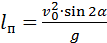 lп = v₀²·sin 2α / g